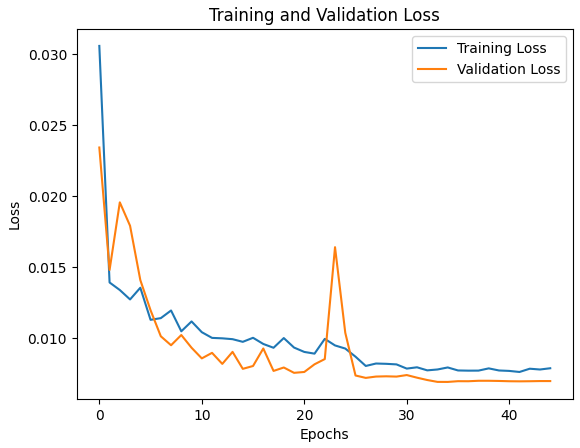 Training and Validation Loss
Training Loss
Validation Loss
0.030
0.025
0.020
0.015
0.010
Loss
0 10 20 30 40
Epochs